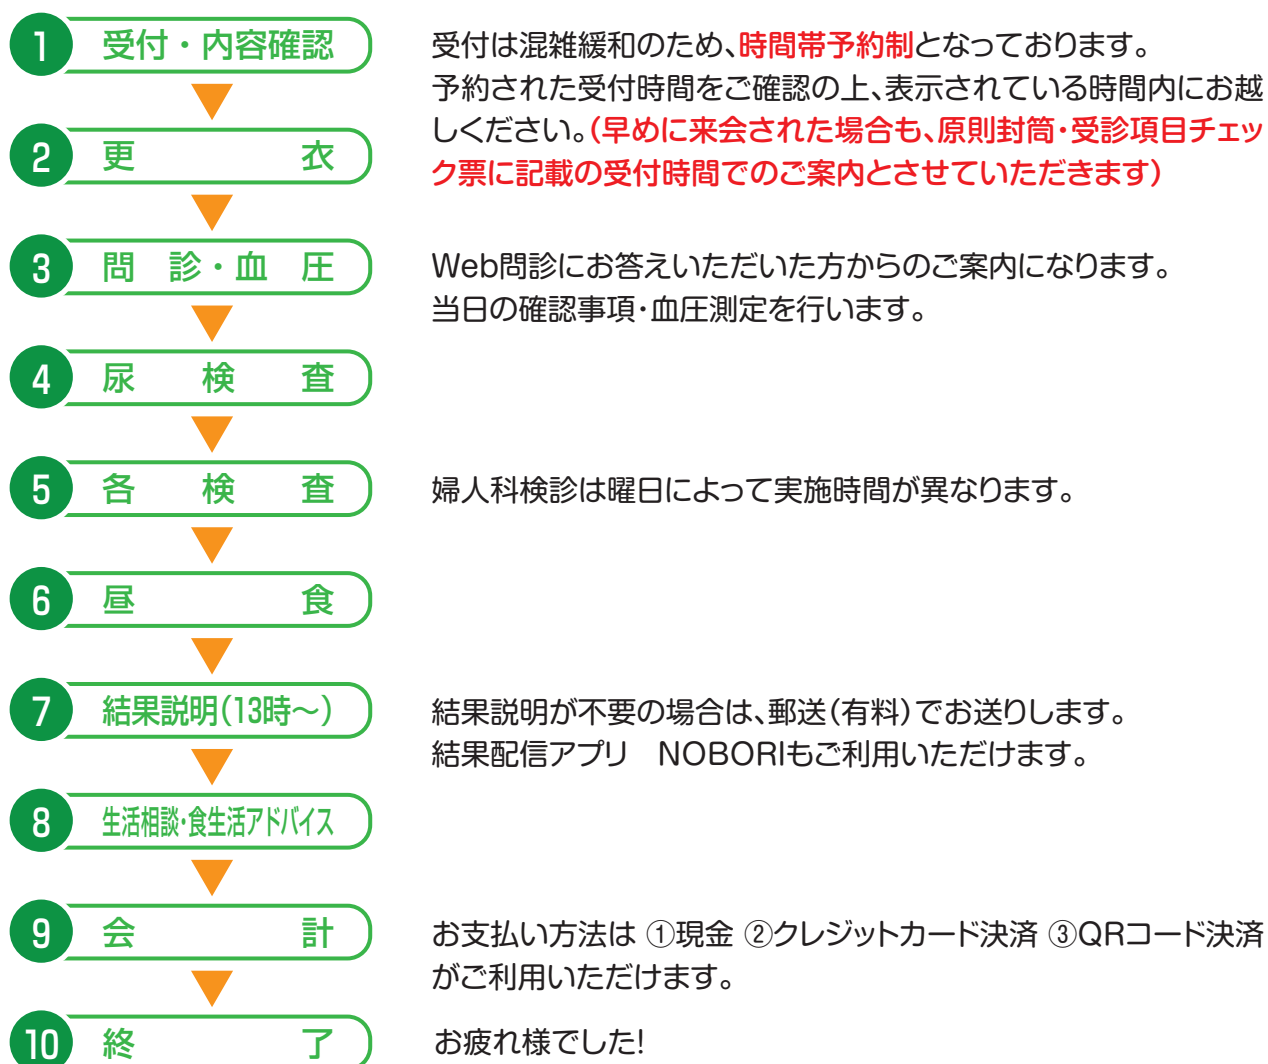 1 受付・内容確認
受付は混雑緩和のため、時間帯予約制となっております。
予約された受付時間をご確認の上、表示されている時間内にお越
しください。(早めに来会された場合も、原則封筒・受診項目チェッ
ク票に記載の受付時間でのご案内とさせていただきます)
2 更衣
3 問診・血圧
Web問診にお答えいただいた方からのご案内になります。
当日の確認事項・血圧測定を行います。
4 尿検査
5 各検査
婦人科検診は曜日によって実施時間が異なります。
6 昼食
7 結果説明(13時〜)
結果説明が不要の場合は、郵送(有料)でお送りします。
結果配信アプリ　NOBORIもご利用いただけます。
8 生活相談・食生活アドバイス
9 会計
お支払い方法は ①現金 ②クレジットカード決済 ③QRコード決済
がご利用いただけます。
10 終了
お疲れ様でした!